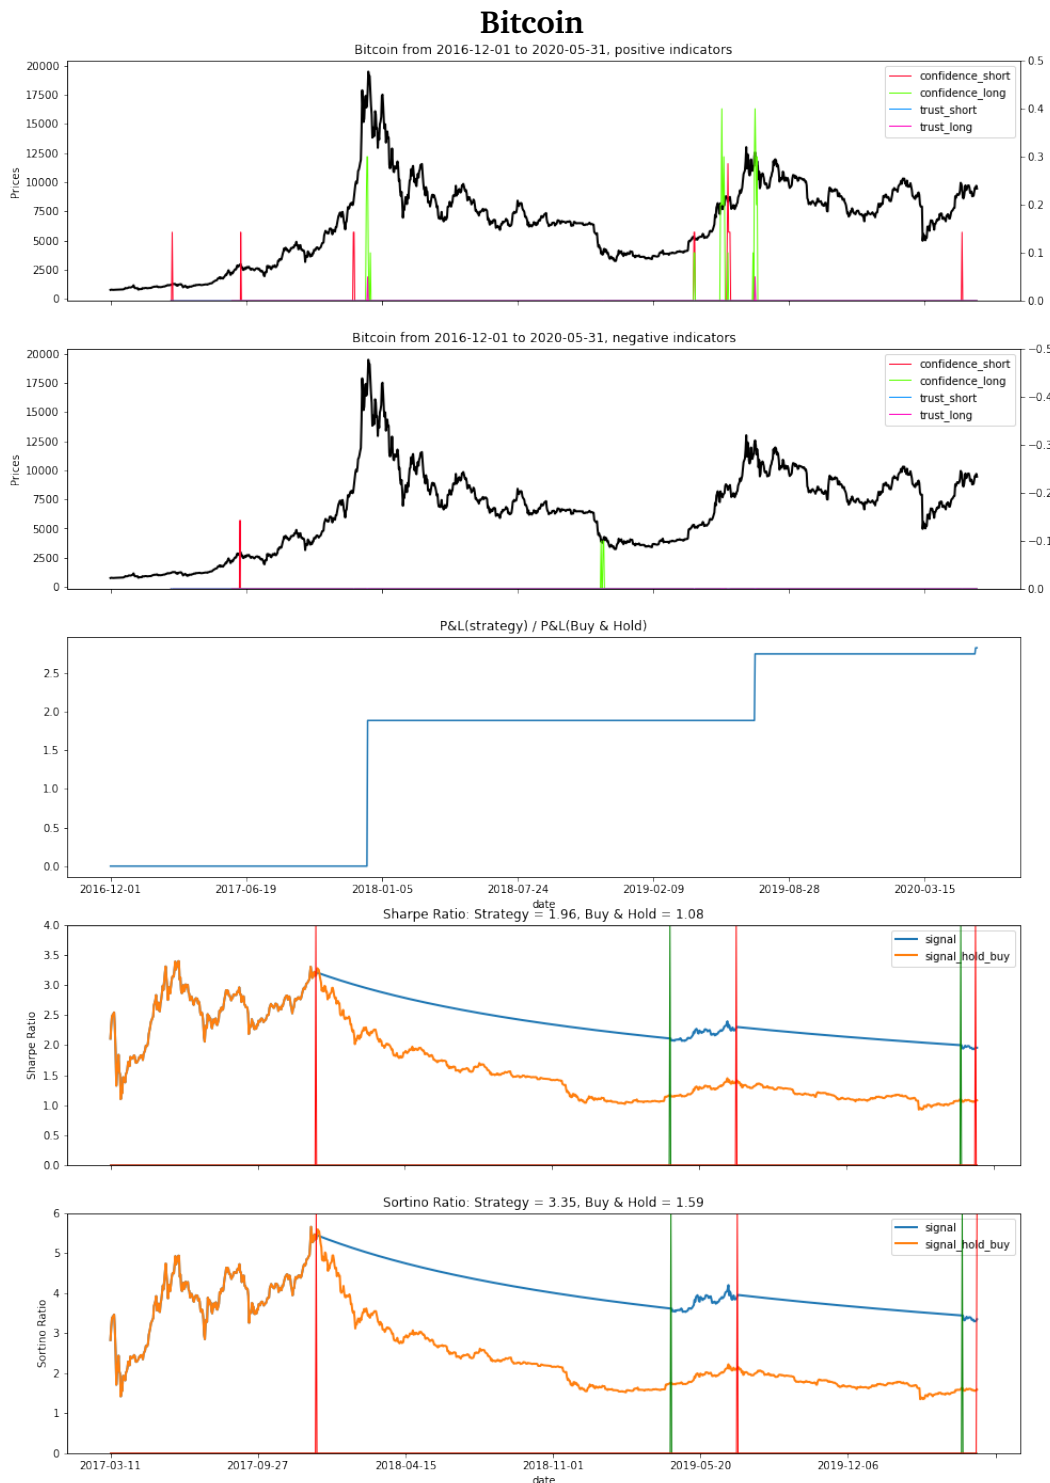 Bitcoin
Bitcoin from 2016-12-01 to 2020-05-31, positive indicators
20000
17500
15000
12500
10000
7500
5000
2500
0
Prices
0.5
0.4
0.3
0.2
0.1
0.0
confidence_short
confidence_long
trust_short
trust_long
Bitcoin from 2016-12-01 to 2020-05-31, negative indicators
20000
17500
15000
12500
10000
7500
5000
2500
0
Prices
−0.5
−0.4
−0.3
−0.2
−0.1
0.0
confidence_short
confidence_long
trust_short
trust_long
P&L(strategy) / P&L(Buy & Hold)
2.5
2.0
1.5
1.0
0.5
0.0
2016-12-01 2017-06-19 2018-01-05 2018-07-24 2019-02-09 2019-08-28 2020-03-15
date
Sharpe Ratio: Strategy = 1.96, Buy & Hold = 1.08
4.0
3.5
3.0
2.5
2.0
1.5
1.0
0.5
0.0
Sharpe Ratio
signal
signal_hold_buy
Sortino Ratio: Strategy = 3.35, Buy & Hold = 1.59
6
5
4
3
2
1
0
Sortino Ratio
signal
signal_hold_buy
2017-03-11 2017-09-27 2018-04-15 2018-11-01 2019-05-20 2019-12-06
date